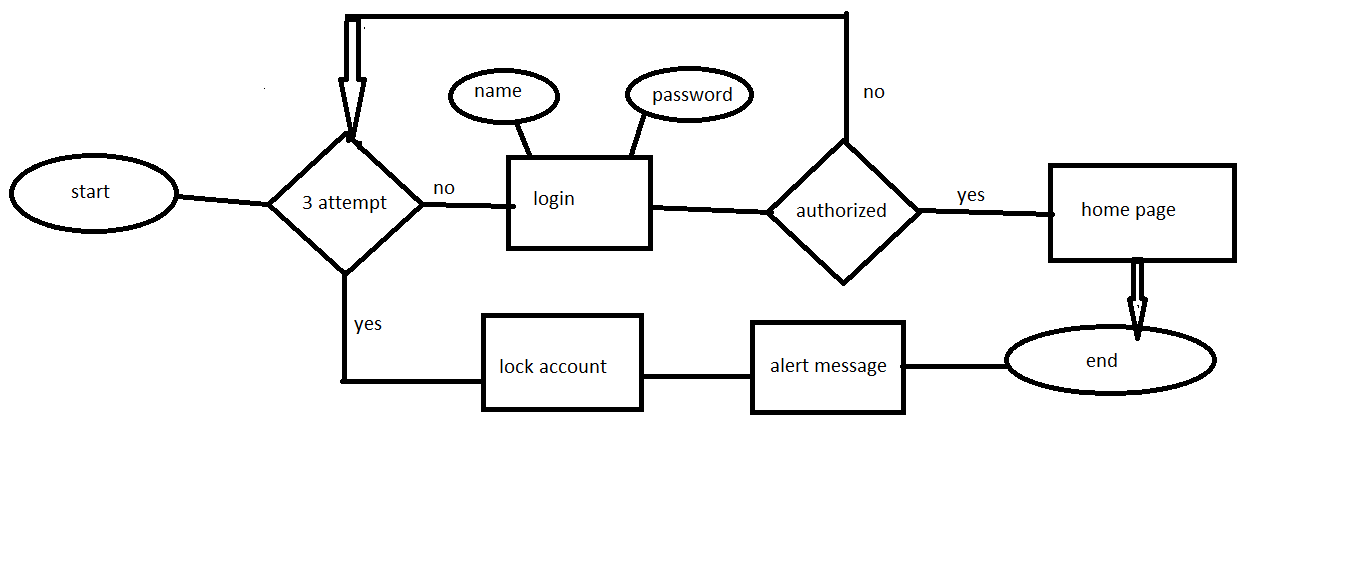 name
password
no
start
3 attempt
no
login
authorized
yes
home page
yes
lock account
alert message
end